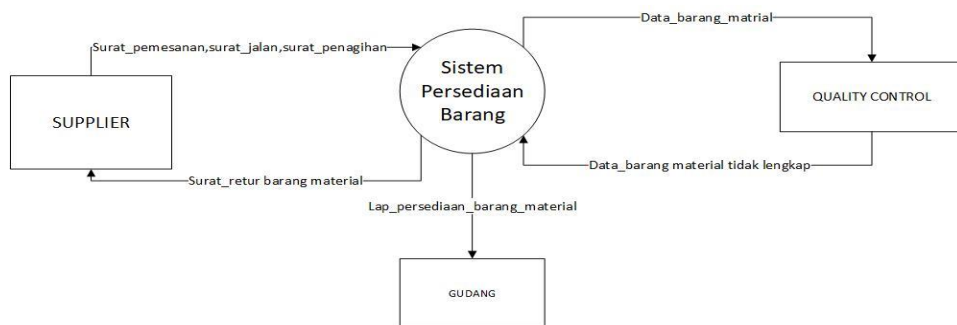 Data_barang_matrial
Surat_pemesanan,surat_jalan,surat_penagihan
Sistem
Persediaan
Barang
SUPPLIER
QUALITY CONTROL
Data_barang material tidak lengkap
Surat_retur barang material
Lap_persediaan_barang_material
GUDANG